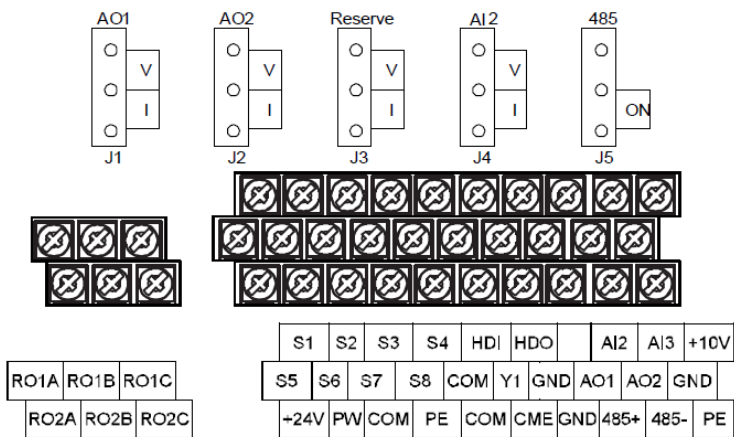 AO1 AO2 Reserve AI2 485
V V V V
I I I I ON
J1 J2 J3 J4 J5
S1 S2 S3 S4 HDI HDO AI2 AI3 +10V
RO1A RO1B RO1C S5 S6 S7 S8 COM Y1 GND AO1 AO2 GND
RO2A RO2B RO2C +24V PW COM PE COM CME GND 485+ 485- PE